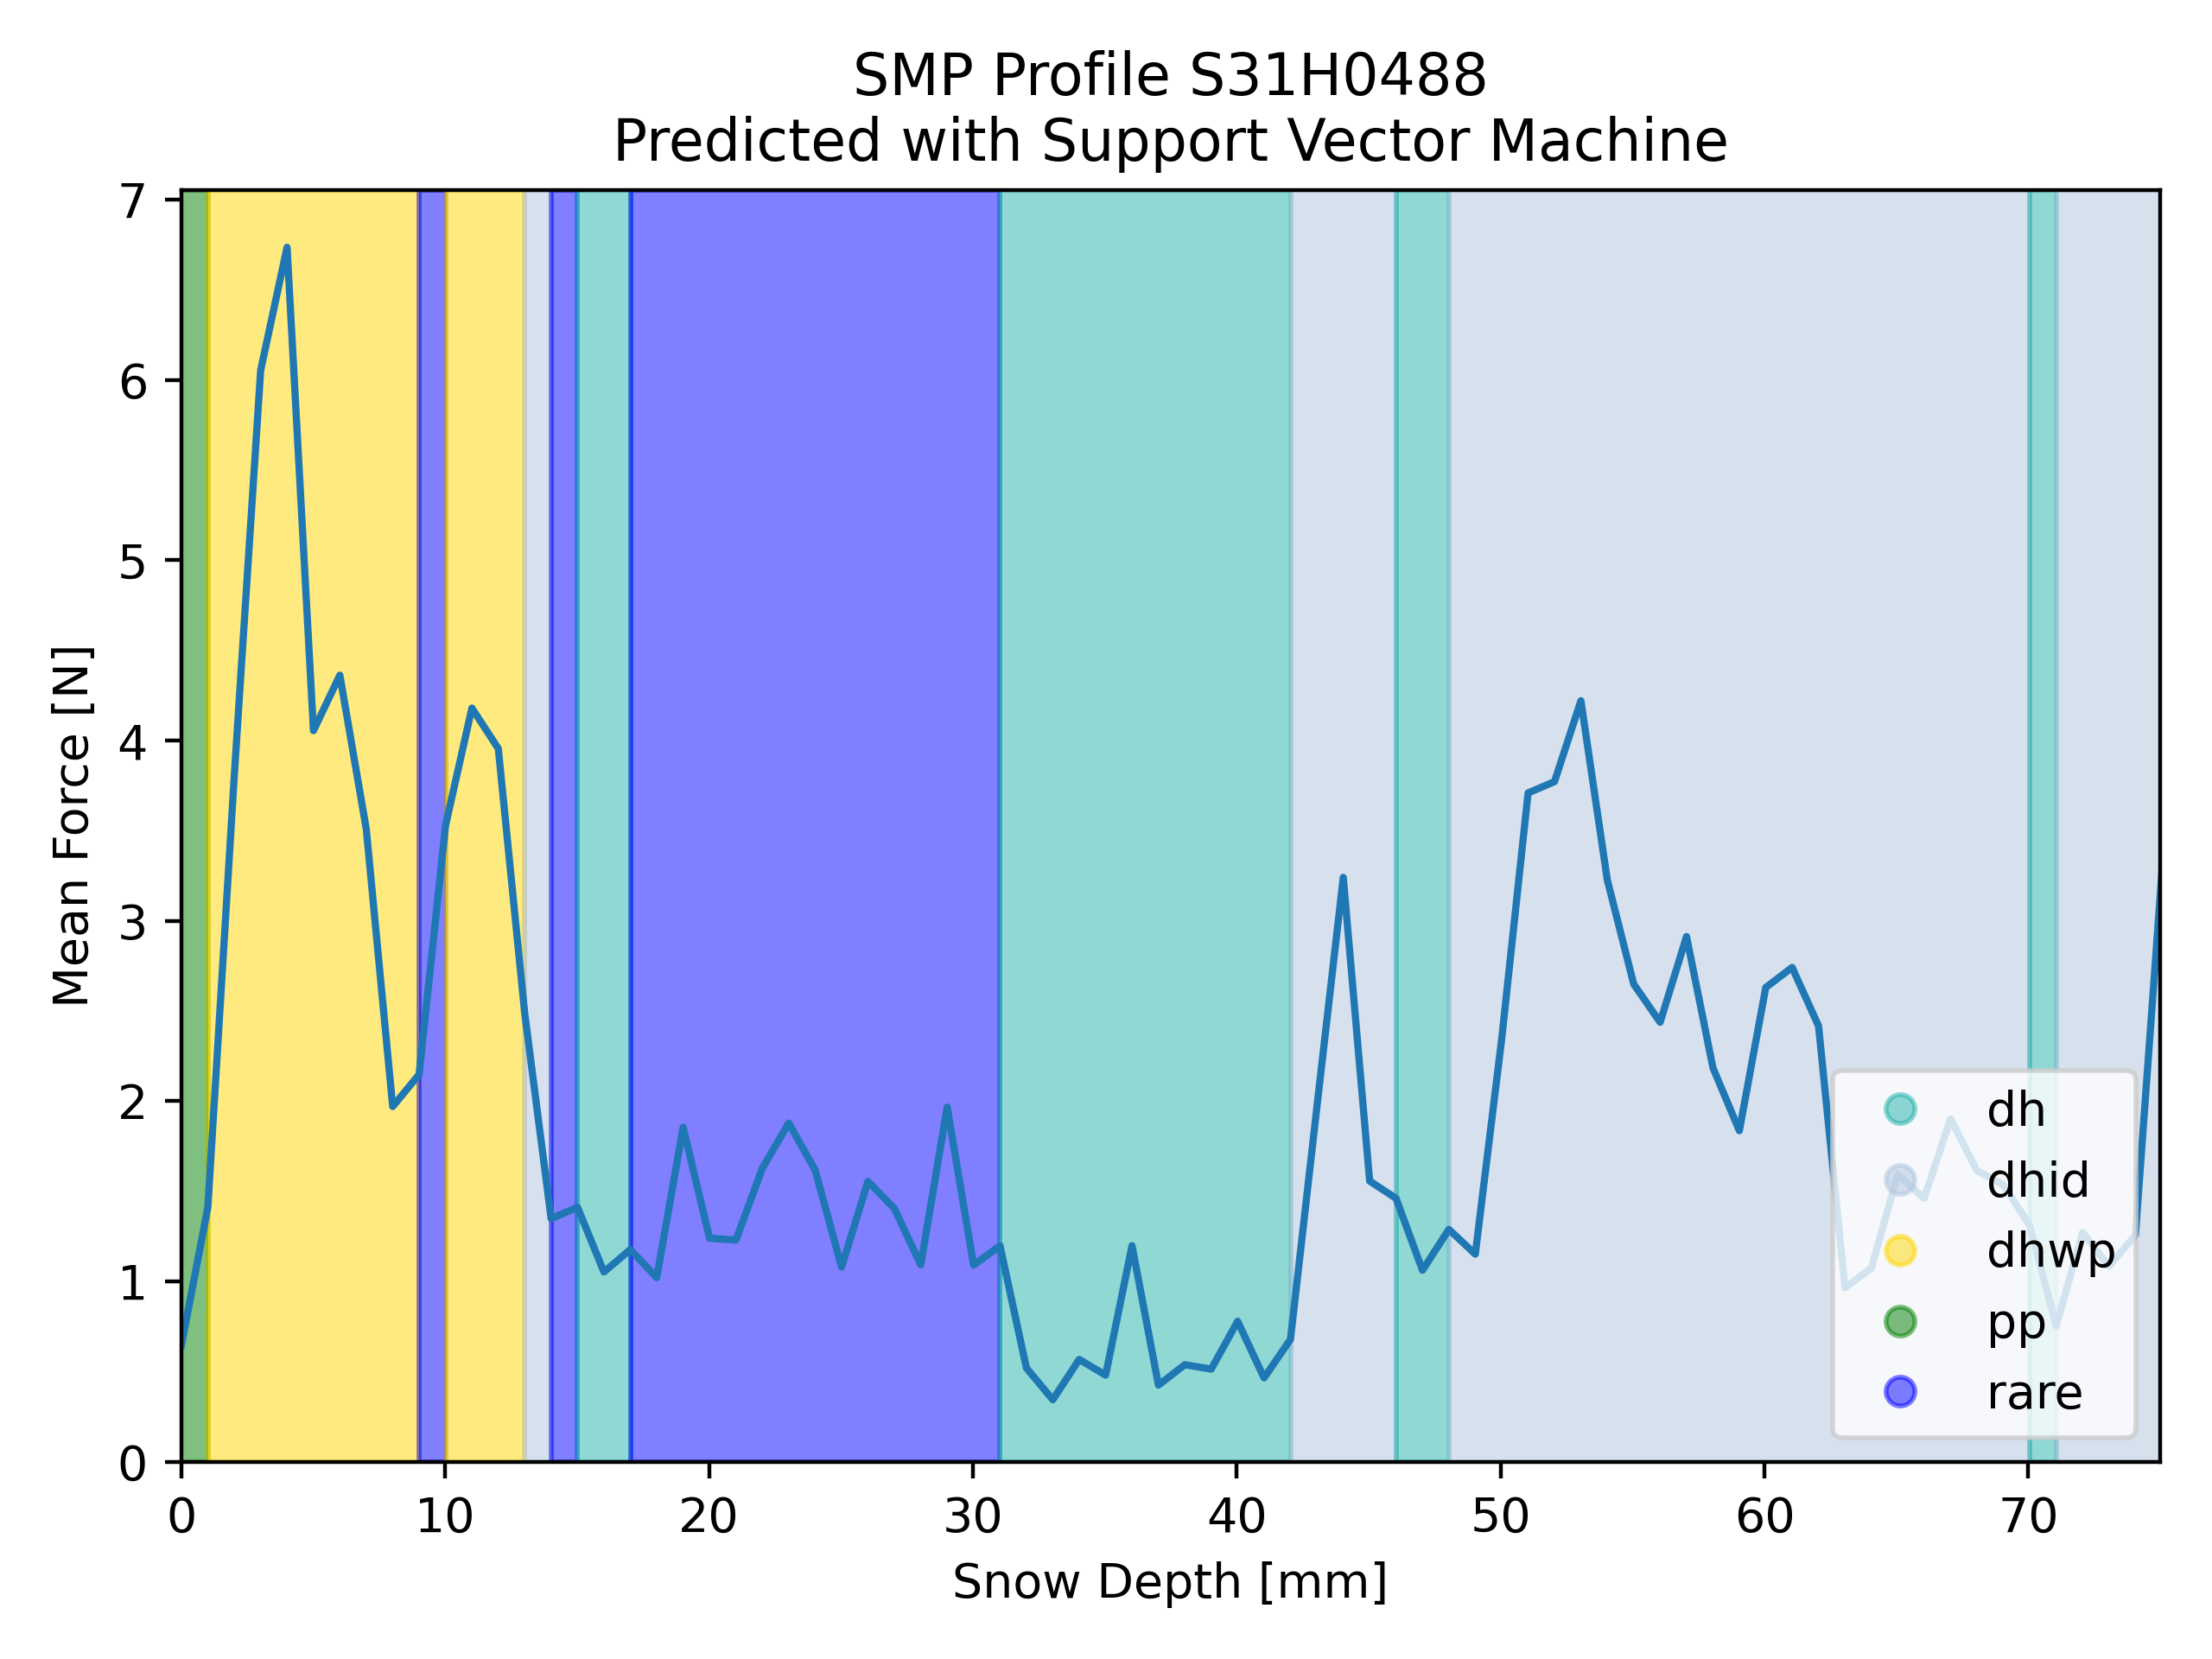 SMP Profile S31H0488
Predicted with Support Vector Machine
Mean Force [N]
7
6
5
4
3
2
1
0
0 10 20 30 40 50 60 70
Snow Depth [mm]
dh
dhid
dhwp
pp
rare